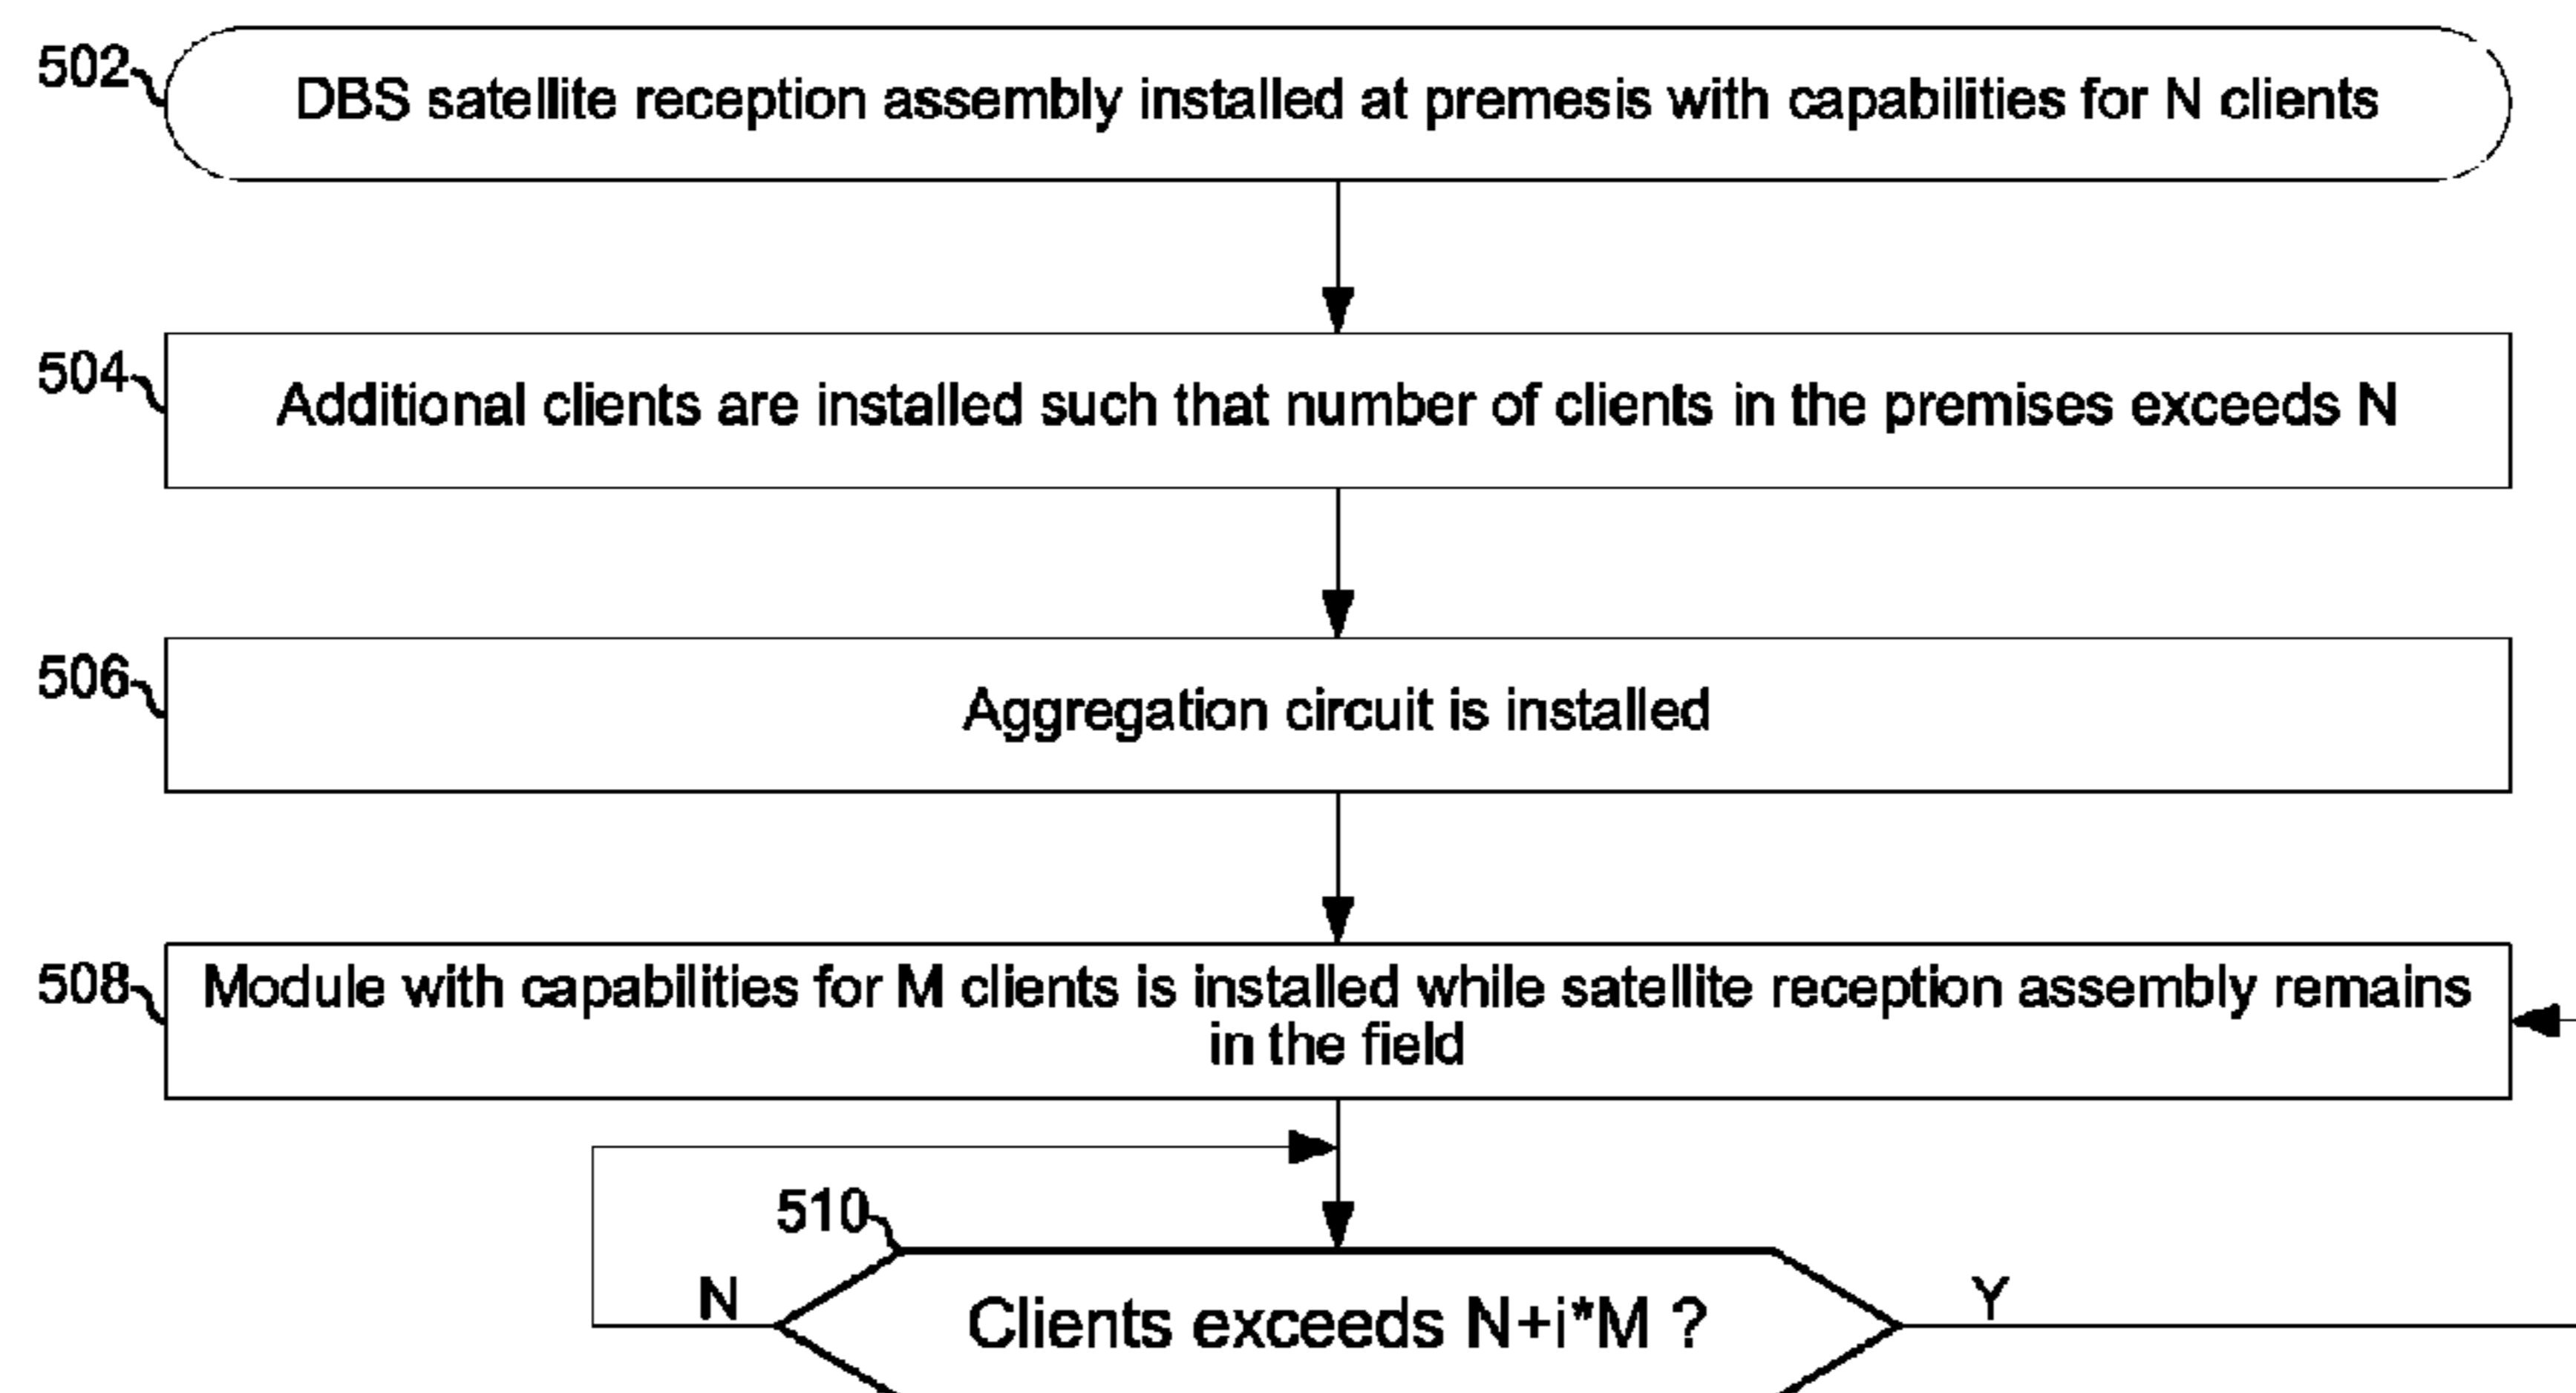 502
DBS satellite reception assembly installed at premesis with capabilities for N clients
504
Additional clients are installed such that number of clients in the premises exceeds N
506
Aggregation circuit is installed
508
Module with capabilities for M clients is installed while satellite reception assembly remains
in the field
510
N
Clients exceeds N+i*M ?
Y